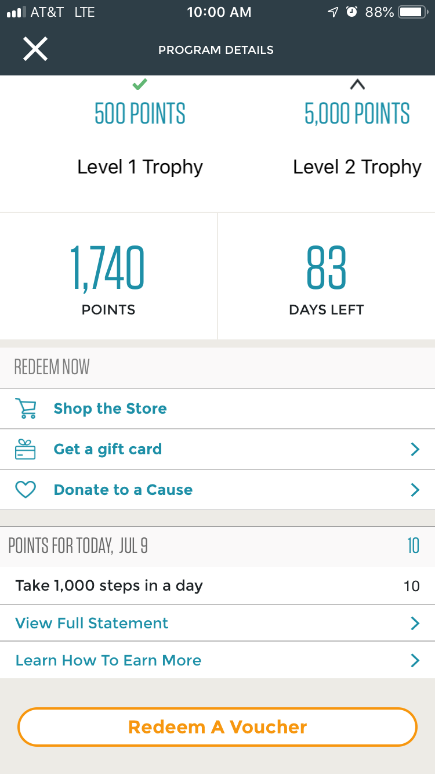 AT&T LTE 10:00 AM 88%
PROGRAM DETAILS
500 POINTS 5,000 POINTS
Level 1 Trophy Level 2 Trophy
1,740 83
POINTS DAYS LEFT
REDEEM NOW
Shop the Store
Get a gift card
Donate to a Cause
POINTS FOR TODAY, JUL 9 10
Take 1,000 steps in a day 10
View Full Statement
Learn How To Earn More
Redeem A Voucher